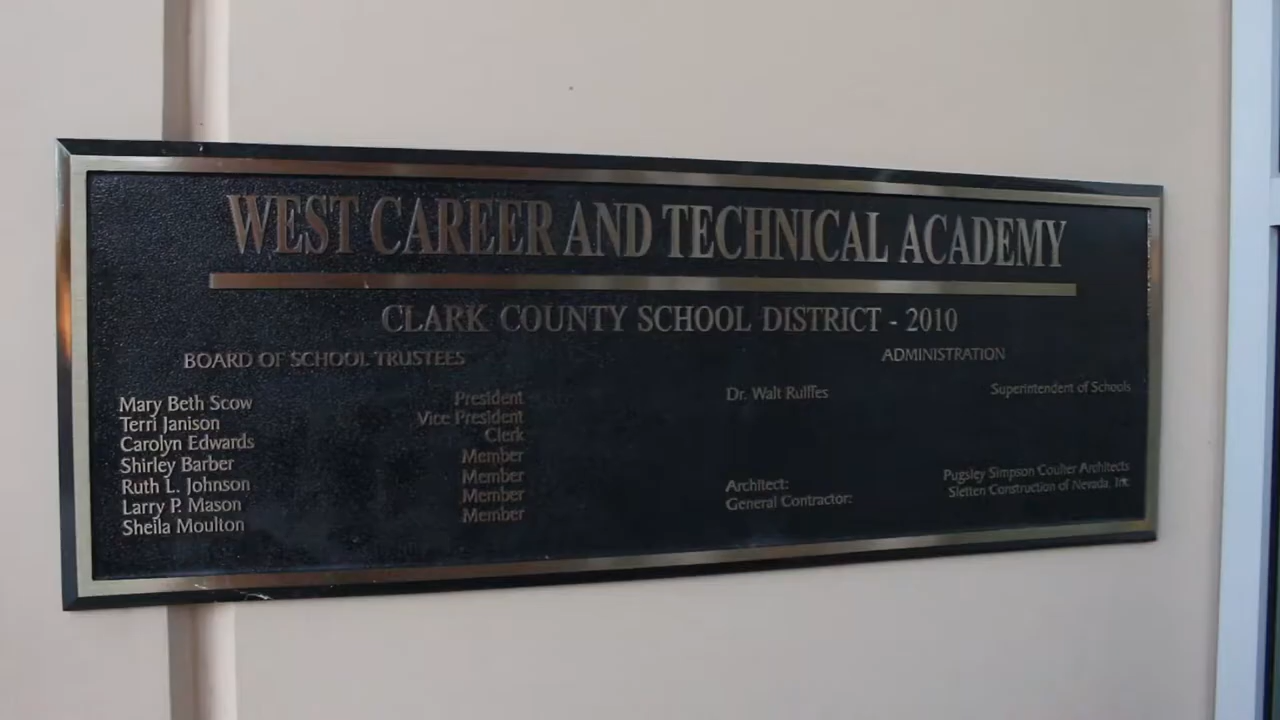 WEST CAREER AND TECHNICAL ACADEMY
CLARK COUNTY SCHOOL DISTRICT - 2010
BOARD OF SCHOOL TRUSTEES
Mary Beth Scow President
Terri Janison Vice President
Carolyn Edwards Clerk
Shirley Barber Member
Ruth L. Johnson Member
Larry P. Mason Member
Sheila Moulton Member
ADMINISTRATION
Dr. Walt Rulffes Superintendent of Schools
Architect: Pugsley Simpson Coulter Architects
General Contractor: Sletten Construction of Nevada, Inc.